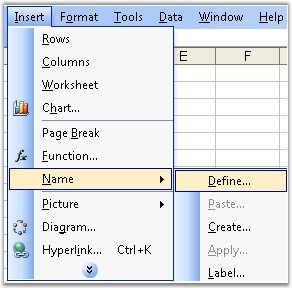 Insert Format Tools Data Window Help
Rows
Columns
Worksheet
Chart...
Page Break
fx Function...
Name
Picture
Diagram...
Hyperlink... Ctrl+K
E F
Define...
Paste...
Create...
Apply...
Label...